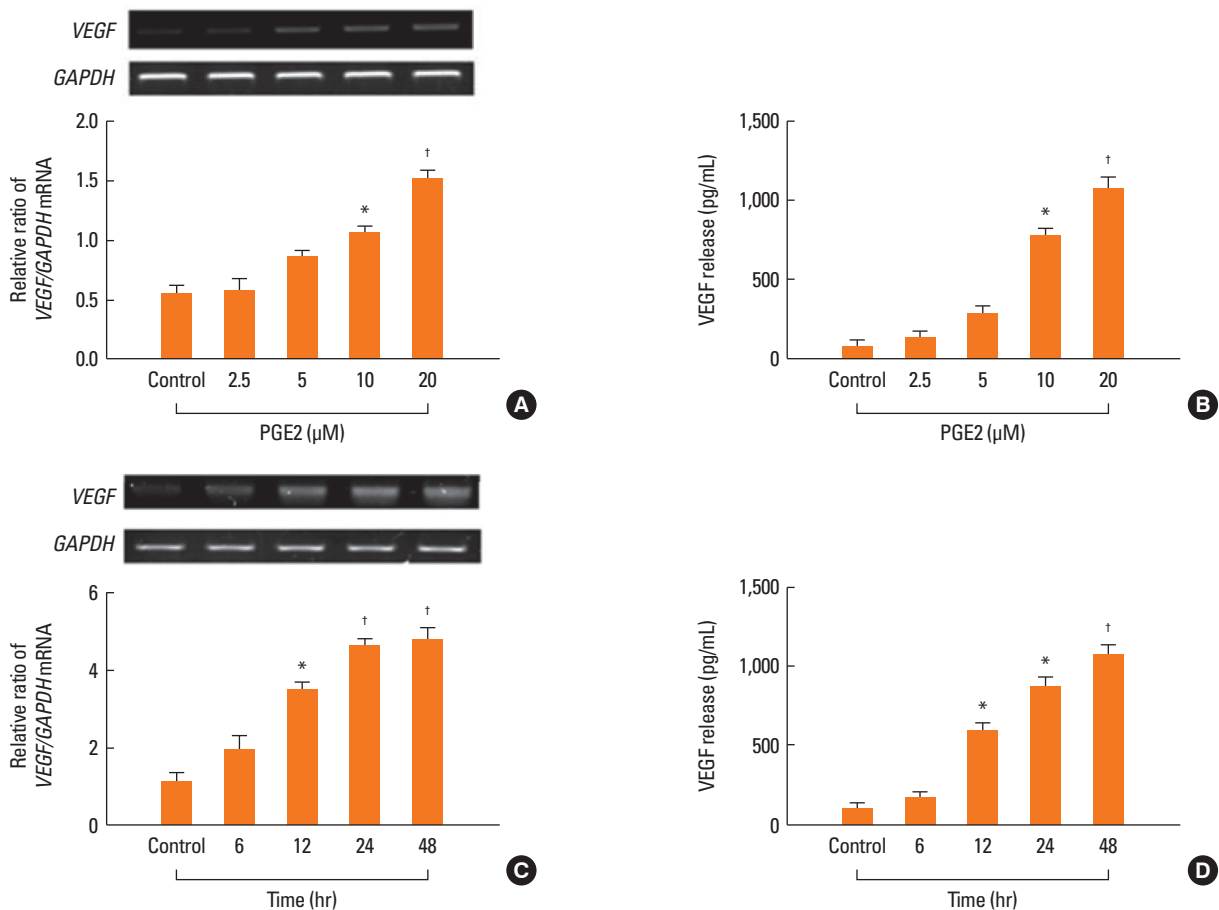 VEGF
GAPDH
Relative ratio of
VEGF/GAPDH mRNA
2.0
1.5
1.0
0.5
0.0
*
†
Control 2.5 5 10 20
PGE2 (µM)
A
VEGF release (pg/mL)
1,500
1,000
500
0
*
†
Control 2.5 5 10 20
PGE2 (µM)
B
VEGF
GAPDH
Relative ratio of
VEGF/GAPDH mRNA
6
4
2
0
*
†
†
Control 6 12 24 48
Time (hr)
C
VEGF release (pg/mL)
1,500
1,000
500
0
*
*
†
Control 6 12 24 48
Time (hr)
D